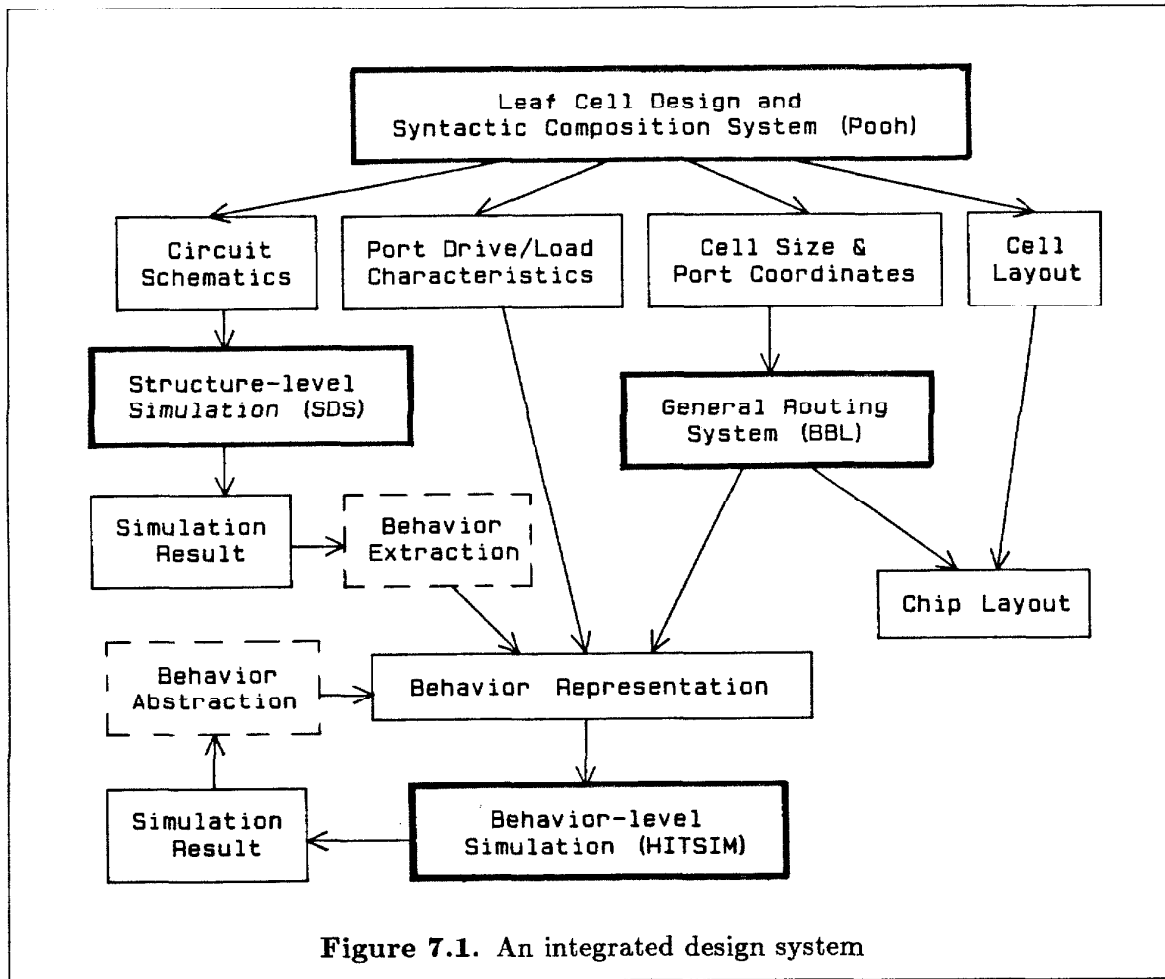 Leaf Cell Design and
Syntactic Composition System (Pooh)
Circuit
Schematics
Port Drive/Load
Characteristics
Cell Size &
Port Coordinates
Cell
Layout
Structure-level
Simulation (SDS)
General Routing
System (BBL)
Simulation
Result
Behavior
Extraction
Chip Layout
Behavior
Abstraction
Behavior Representation
Simulation
Result
Behavior-level
Simulation (HITSIM)
Figure 7.1. An integrated design system